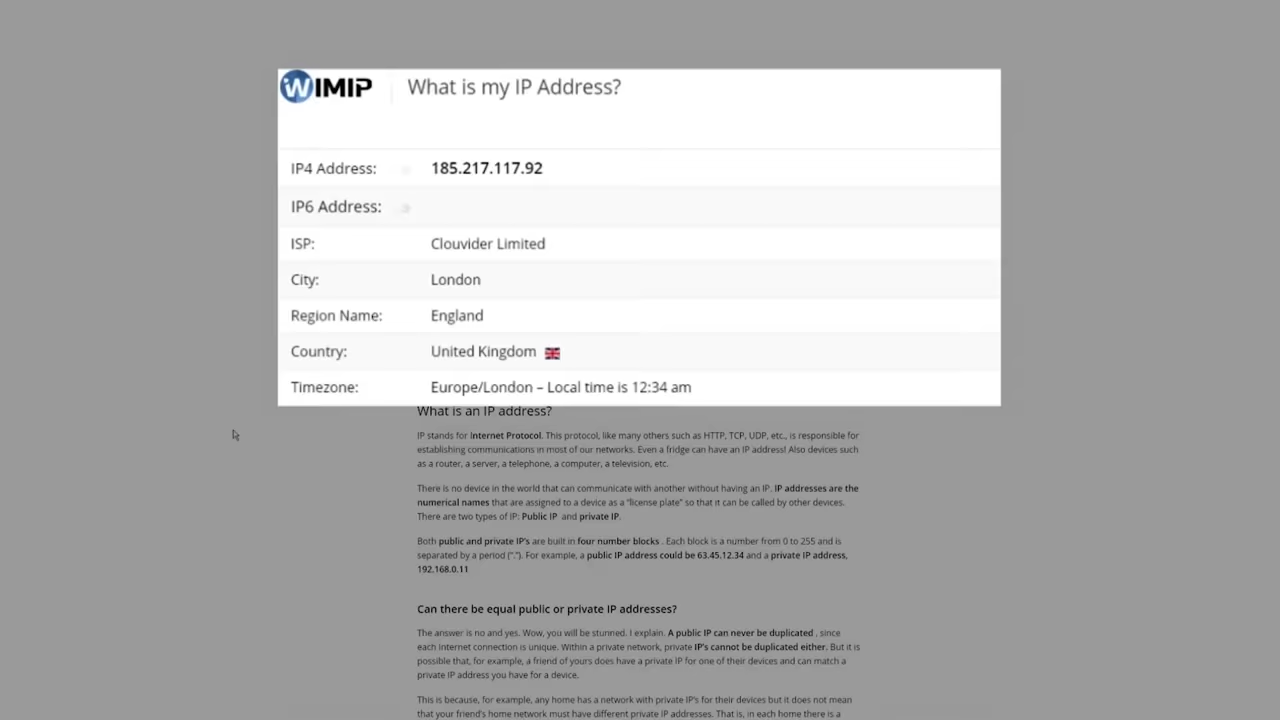 WIMIP What is my IP Address?
IP4 Address: 185.217.117.92
IP6 Address:
ISP: Clouvider Limited
City: London
Region Name: England
Country: United Kingdom
Timezone: Europe/London – Local time is 12:34 am
What is an IP address?
IP stands for Internet Protocol. This protocol, like many others such as HTTP, TCP, UDP, etc., is responsible for
establishing communications in most of our networks. Even a fridge can have an IP address! Also devices such
as a router, a server, a telephone, a computer, a television, etc.
There is no device in the world that can communicate with another without having an IP. IP addresses are the
numerical names that are assigned to a device as a "license plate" so that it can be called by other devices.
There are two types of IP: Public IP and private IP.
Both public and private IP's are built in four number blocks . Each block is a number from 0 to 255 and is
separated by a period ("."). For example, a public IP address could be 63.45.12.34 and a private IP address,
192.168.0.11
Can there be equal public or private IP addresses?
The answer is no and yes. Wow, you will be stunned. I explain. A public IP can never be duplicated , since
each Internet connection is unique. Within a private network, private IP's cannot be duplicated either. But it is
possible that, for example, a friend of yours does have a private IP for one of their devices and can match a
private IP address you have for a device.
This is because, for example, any home has a network with private IP's for their devices but it does not mean
that your friend's home network must have different private IP addresses. That is, in each home there is a